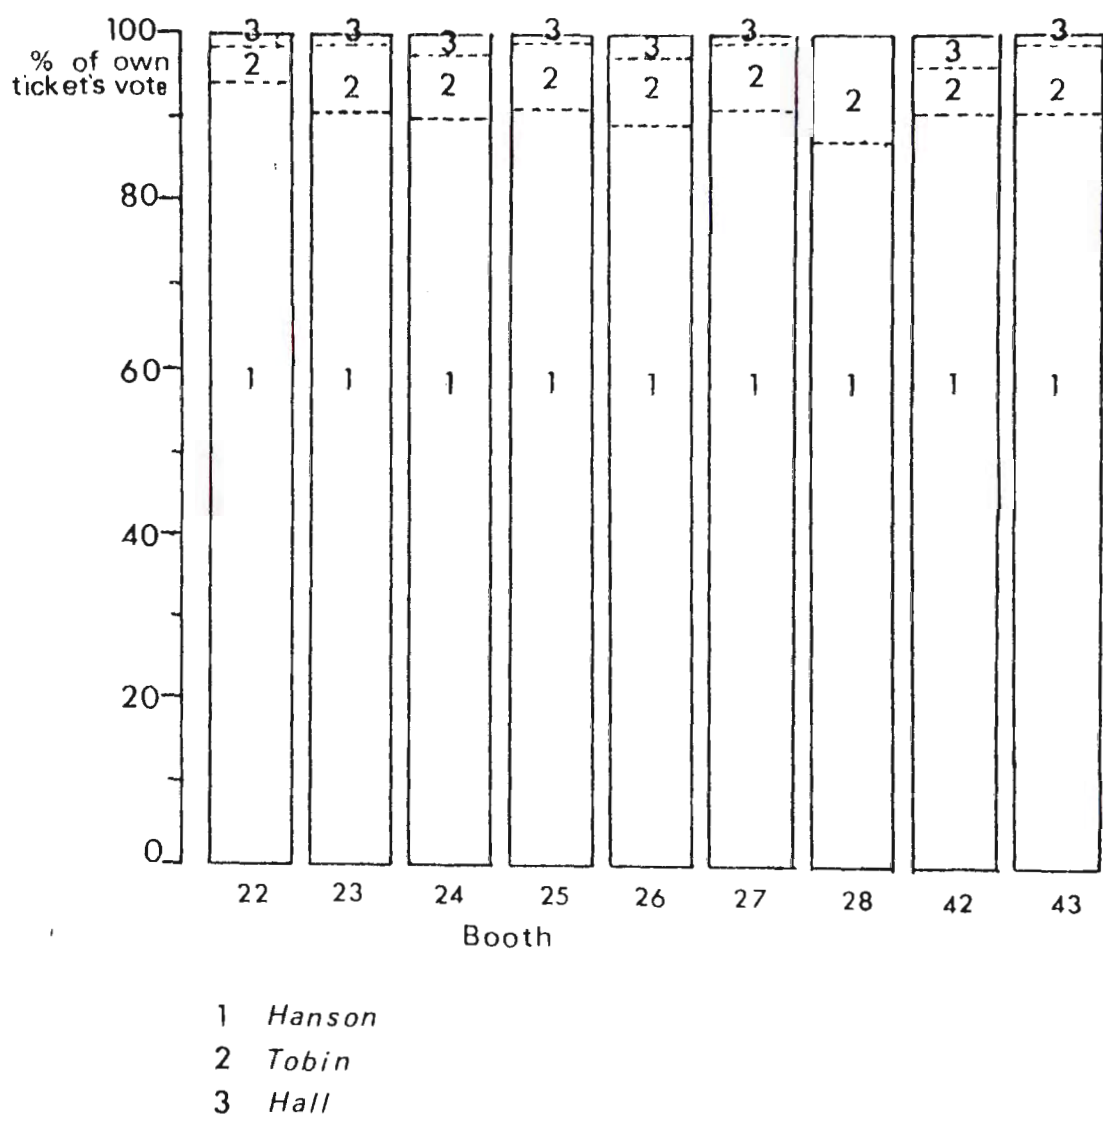 100
% of own
ticket's vote
80
60
40
20
0
3 3 3 3 3 3 3 3
2 2 2 2 2 2 2 2 2
1 1 1 1 1 1 1 1 1
22 23 24 25 26 27 28 42 43
Booth
1 Hanson
2 Tobin
3 Hall